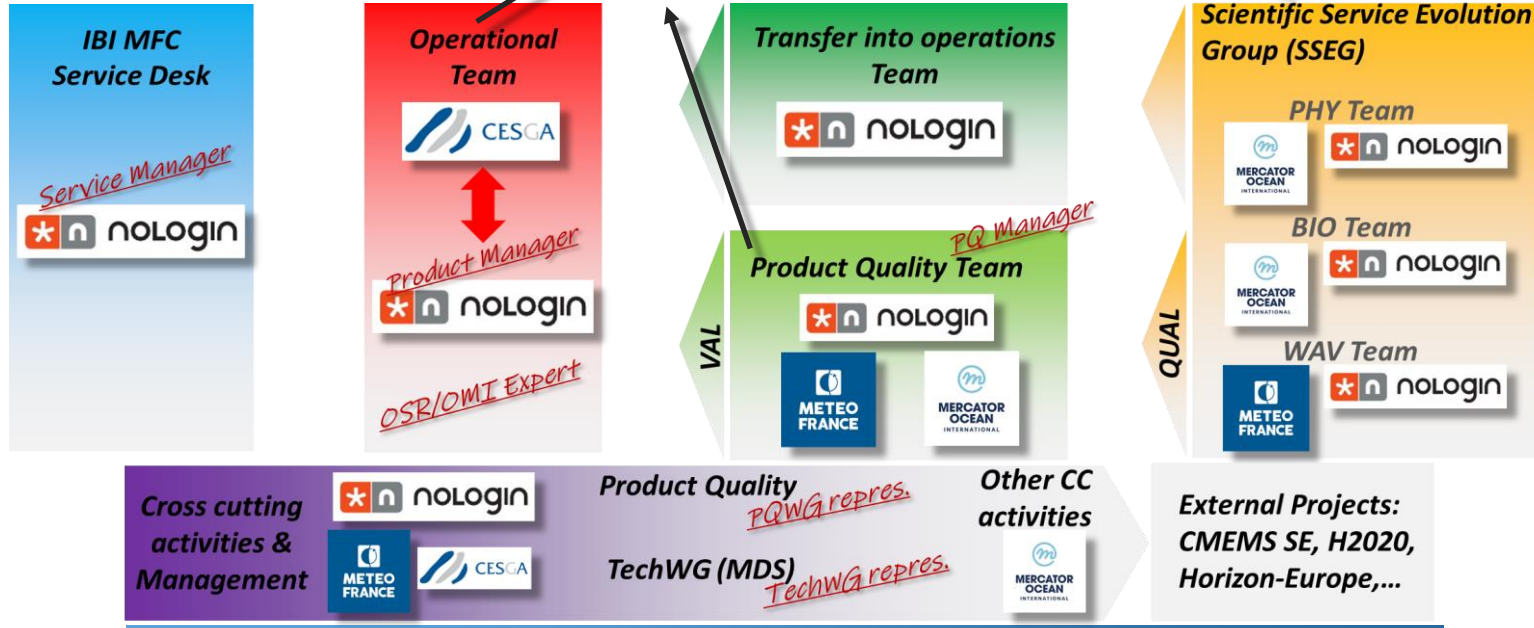 IBI MFC
Service Desk
Service Manager
nologin
Operational
Team
CESGA
Product Manager
nologin
OSR/OMI Expert
Transfer into operations
Team
nologin
VAL
PQ Manager
Product Quality Team
nologin
METEO
FRANCE
MERCATOR
OCEAN
INTERNATIONAL
Scientific Service Evolution
Group (SSEG)
PHY Team
MERCATOR
OCEAN
INTERNATIONAL
nologin
BIO Team
MERCATOR
OCEAN
INTERNATIONAL
nologin
QUAL
WAV Team
METEO
FRANCE
nologin
Cross cutting
activities &
Management
nologin
METEO
FRANCE
CESGA
Product Quality
PQWG repres.
TechWG (MDS)
TechWG repres.
Other CC
activities
MERCATOR
OCEAN
INTERNATIONAL
External Projects:
CMEMS SE, H2020,
Horizon-Europe,...